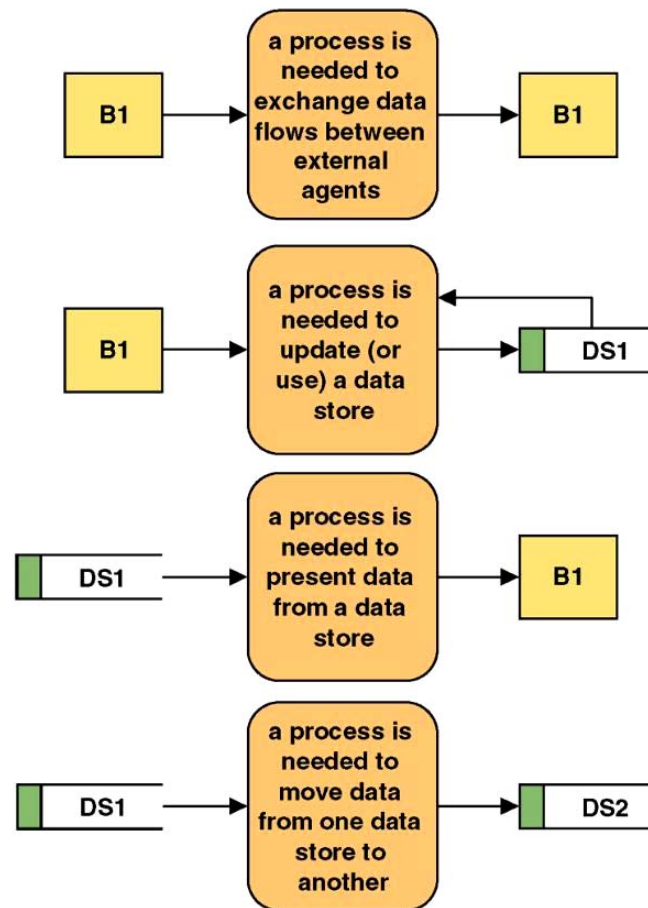 a process is
needed to
exchange data
flows between
external
agents
B1
B1
a process is
needed to
update (or
use) a data
store
B1
DS1
a process is
needed to
present data
from a data
store
DS1
B1
a process is
needed to
move data
from one data
store to
another
DS1
DS2